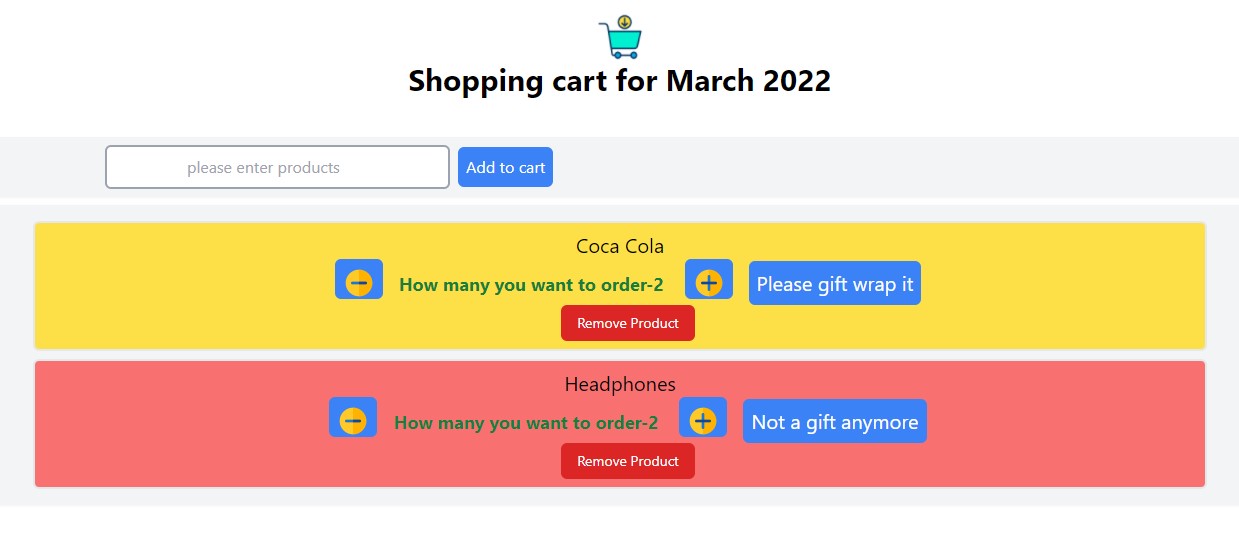 Shopping cart for March 2022
please enter products
Add to cart
Coca Cola
How many you want to order-2
Please gift wrap it
Remove Product
Headphones
How many you want to order-2
Not a gift anymore
Remove Product